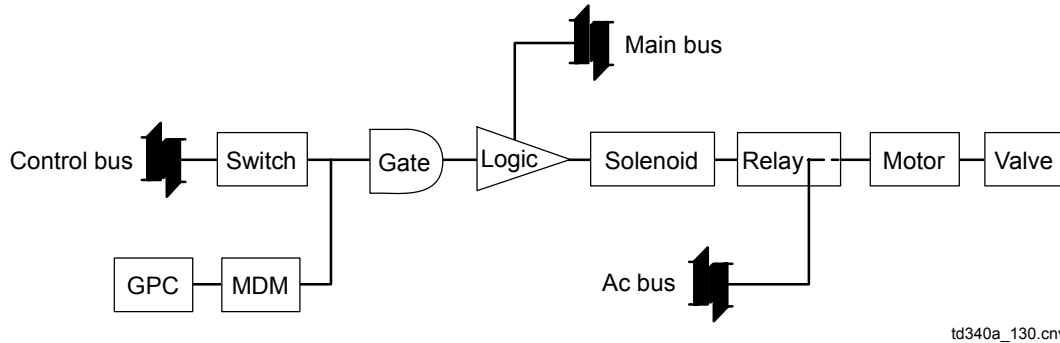 Main bus
Control bus
Switch
Gate
Logic
Solenoid
Relay
Motor
Valve
GPC
MDM
Ac bus
td340a_130.cnv